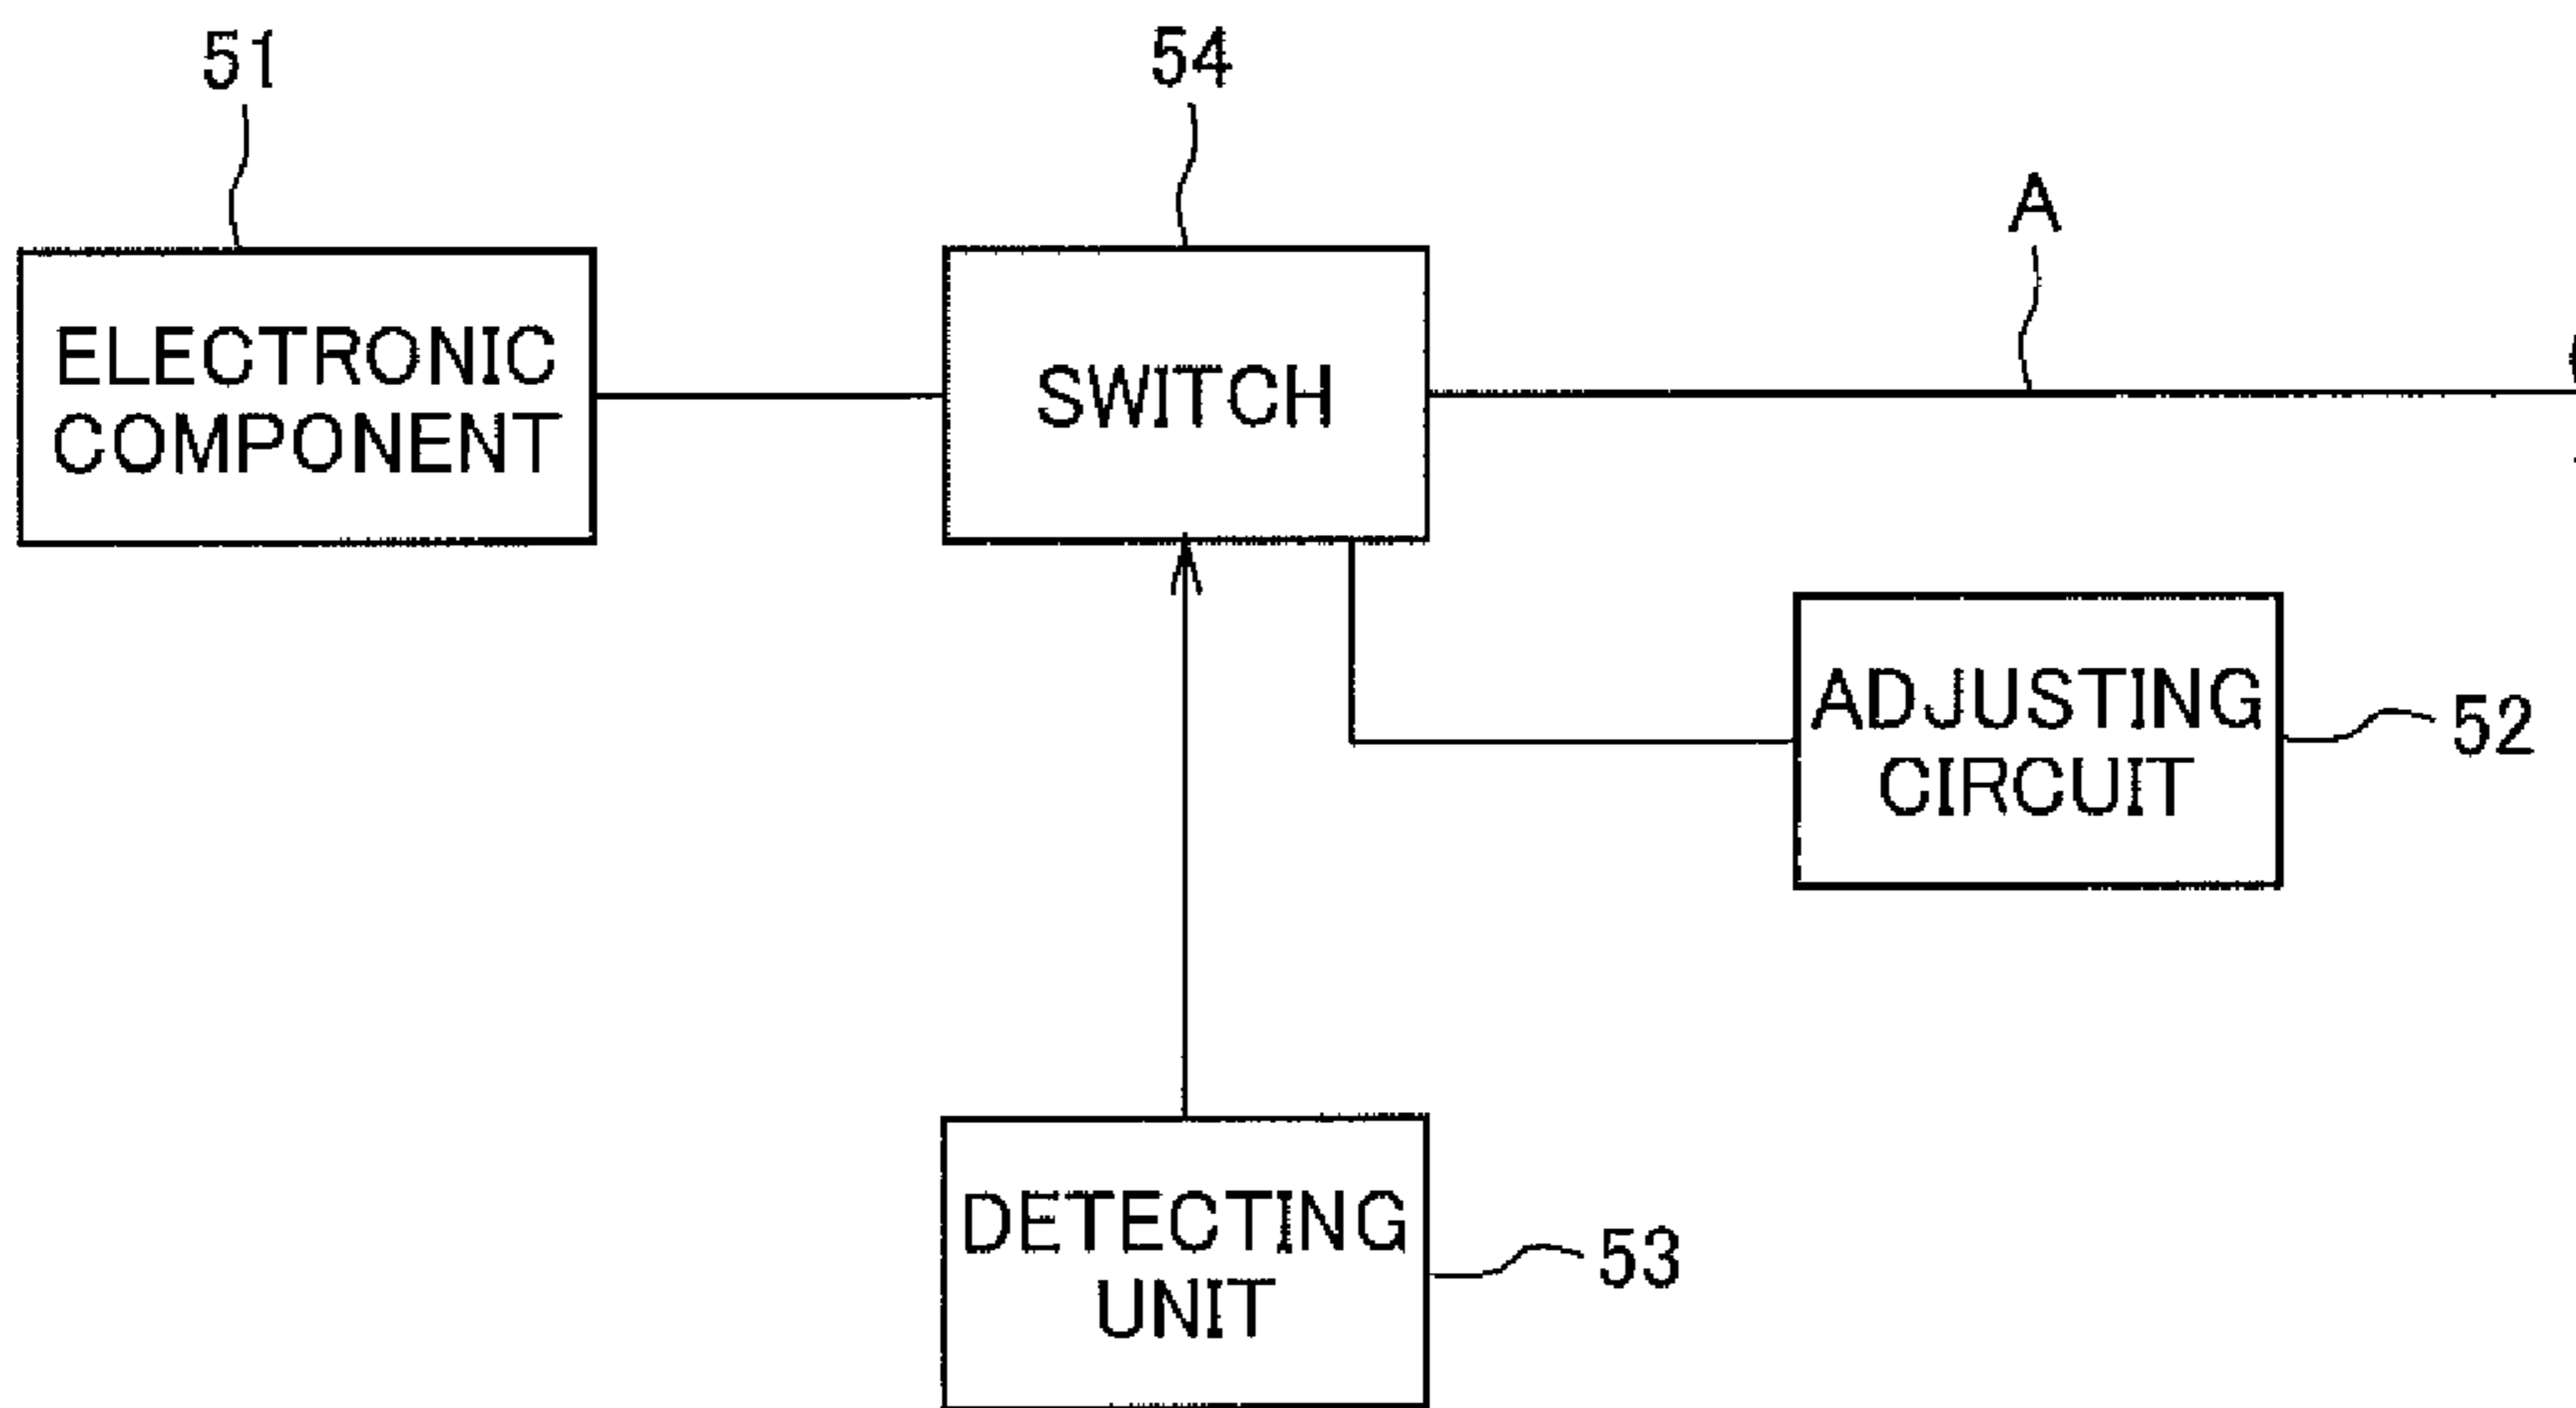 51
54
A
ELECTRONIC
COMPONENT
SWITCH
ADJUSTING
CIRCUIT
52
DETECTING
UNIT
53